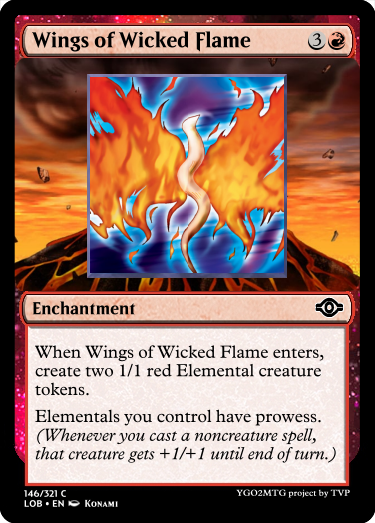 Wings of Wicked Flame 3
Enchantment
When Wings of Wicked Flame enters,
create two 1/1 red Elemental creature
tokens.
Elementals you control have prowess.
(Whenever you cast a noncreature spell,
that creature gets +1/+1 until end of turn.)
146/321 C
LOB • EN Konami
YGO2MTG project by TVP